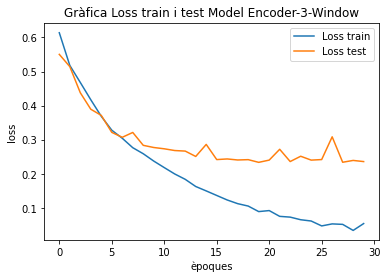 Gràfica Loss train i test Model Encoder-3-Window
Loss train
Loss test
loss
0.6
0.5
0.4
0.3
0.2
0.1
0 5 10 15 20 25 30
èpoques